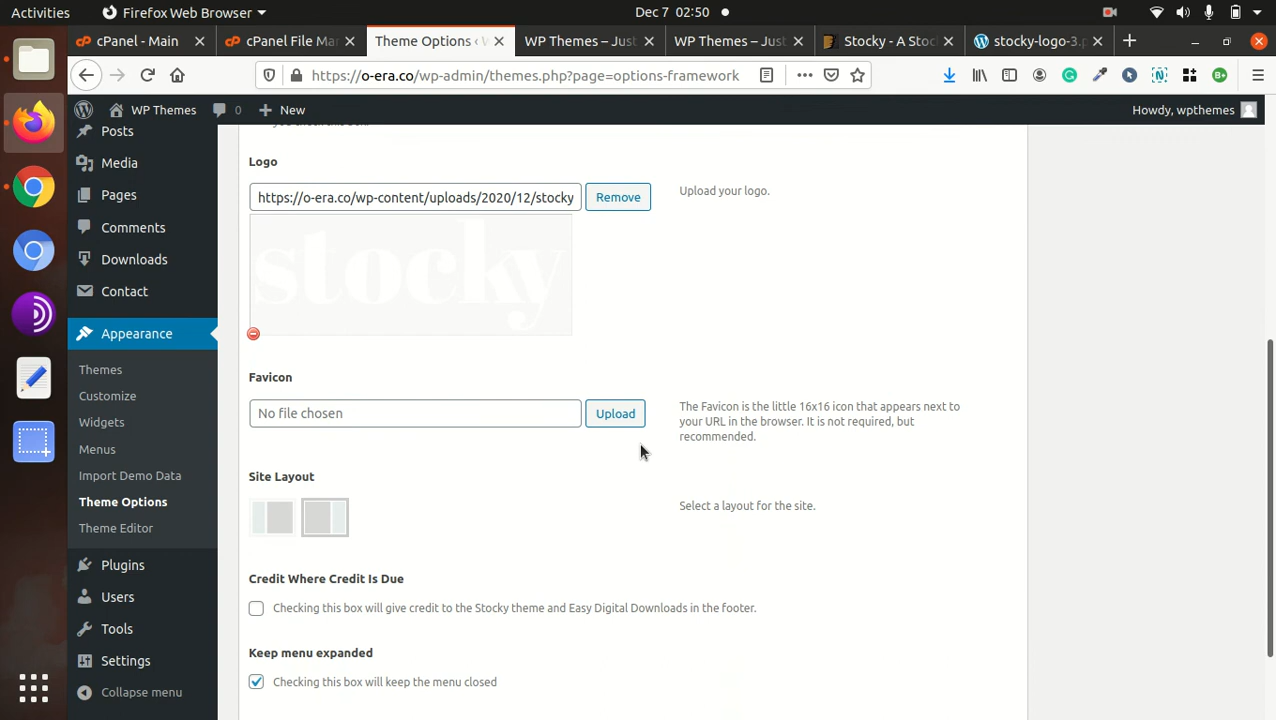 Activities
Firefox Web Browser
Dec 7 02:50
cPanel - Main
cPanel File Mar
Theme Options ‹ W
WP Themes – Just
WP Themes – Just
Stocky - A Stock
stocky-logo-3.p
https://o-era.co/wp-admin/themes.php?page=options-framework
WP Themes
0
New
Howdy, wpthemes
Posts
Media
Pages
Comments
Downloads
Contact
Appearance
Themes
Customize
Widgets
Menus
Import Demo Data
Theme Options
Theme Editor
Plugins
Users
Tools
Settings
Collapse menu
Logo
https://o-era.co/wp-content/uploads/2020/12/stocky
Remove
Upload your logo.
stocky
Favicon
No file chosen
Upload
The Favicon is the little 16x16 icon that appears next to
your URL in the browser. It is not required, but
recommended.
Site Layout
Select a layout for the site.
Credit Where Credit Is Due
Checking this box will give credit to the Stocky theme and Easy Digital Downloads in the footer.
Keep menu expanded
Checking this box will keep the menu closed